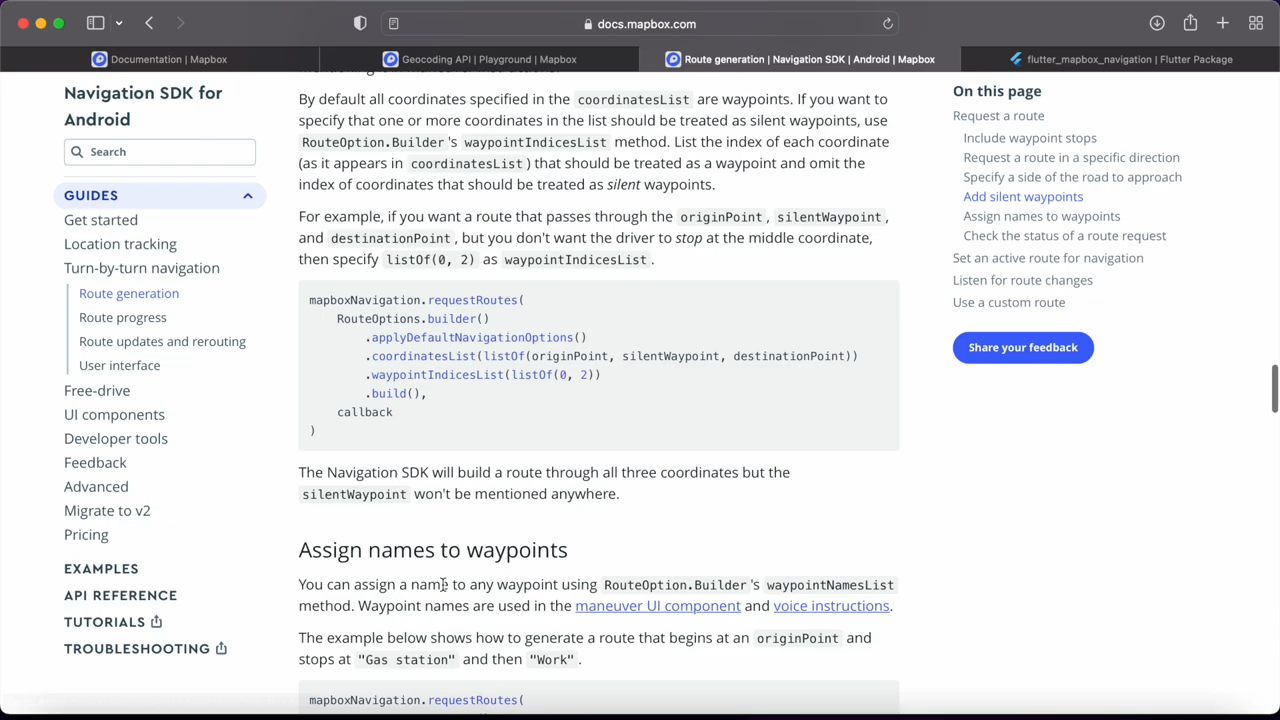 docs.mapbox.com
Documentation | Mapbox
Geocoding API | Playground | Mapbox
Route generation | Navigation SDK | Android | Mapbox
flutter_mapbox_navigation | Flutter Package
Navigation SDK for
Android
Search
GUIDES
Get started
Location tracking
Turn-by-turn navigation
Route generation
Route progress
Route updates and rerouting
User interface
Free-drive
UI components
Developer tools
Feedback
Advanced
Migrate to v2
Pricing
EXAMPLES
API REFERENCE
TUTORIALS
TROUBLESHOOTING
By default all coordinates specified in the coordinatesList are waypoints. If you want to
specify that one or more coordinates in the list should be treated as silent waypoints, use
RouteOption.Builder's waypointIndicesList method. List the index of each coordinate
(as it appears in coordinatesList) that should be treated as a waypoint and omit the
index of coordinates that should be treated as silent waypoints.
For example, if you want a route that passes through the originPoint, silentWaypoint,
and destinationPoint, but you don't want the driver to stop at the middle coordinate,
then specify listOf(0, 2) as waypointIndicesList.
mapboxNavigation.requestRoutes(
RouteOptions.builder()
.applyDefaultNavigationOptions()
.coordinatesList(listOf(originPoint, silentWaypoint, destinationPoint))
.waypointIndicesList(listOf(0, 2))
.build(),
callback
)
The Navigation SDK will build a route through all three coordinates but the
silentWaypoint won't be mentioned anywhere.
Assign names to waypoints
You can assign a name to any waypoint using RouteOption.Builder's waypointNamesList
method. Waypoint names are used in the maneuver UI component and voice instructions.
The example below shows how to generate a route that begins at an originPoint and
stops at "Gas station" and then "Work".
mapboxNavigation.requestRoutes(
On this page
Request a route
Include waypoint stops
Request a route in a specific direction
Specify a side of the road to approach
Add silent waypoints
Assign names to waypoints
Check the status of a route request
Set an active route for navigation
Listen for route changes
Use a custom route
Share your feedback